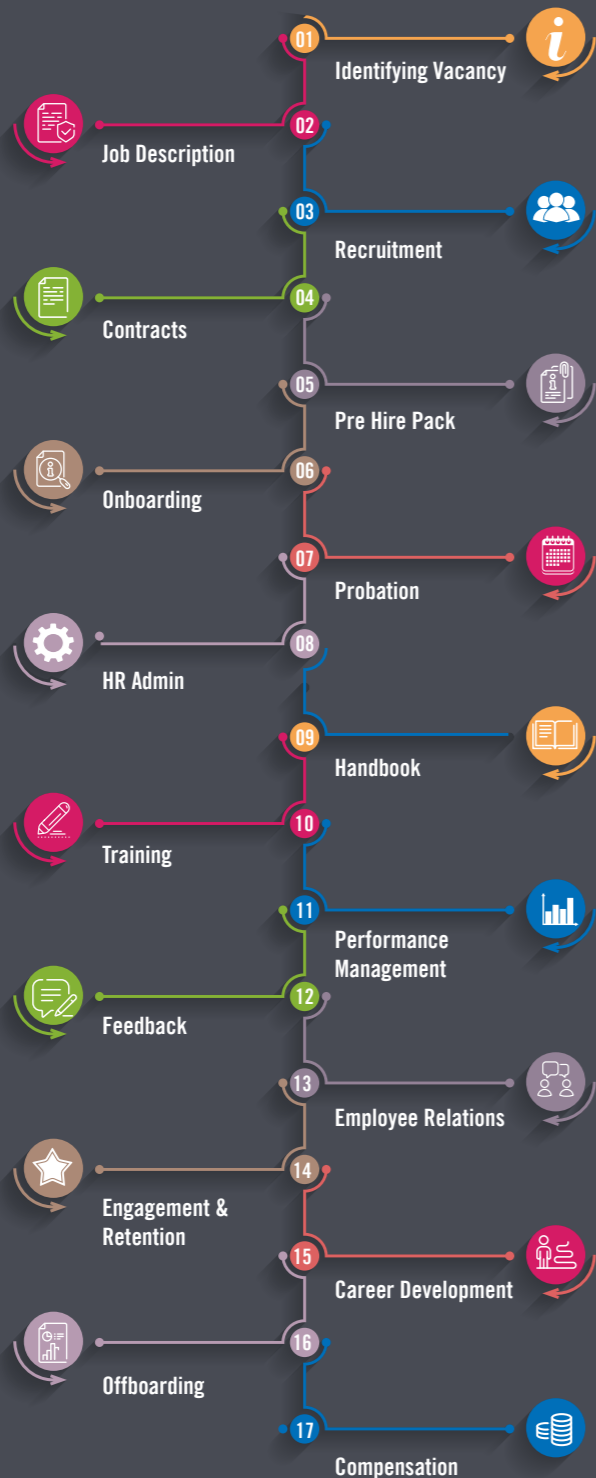 01
Identifying Vacancy
02
Job Description
03
Recruitment
04
Contracts
05
Pre Hire Pack
06
Onboarding
07
Probation
08
HR Admin
09
Handbook
10
Training
11
Performance
Management
12
Feedback
13
Employee Relations
14
Engagement &
Retention
15
Career Development
16
Offboarding
17
Compensation